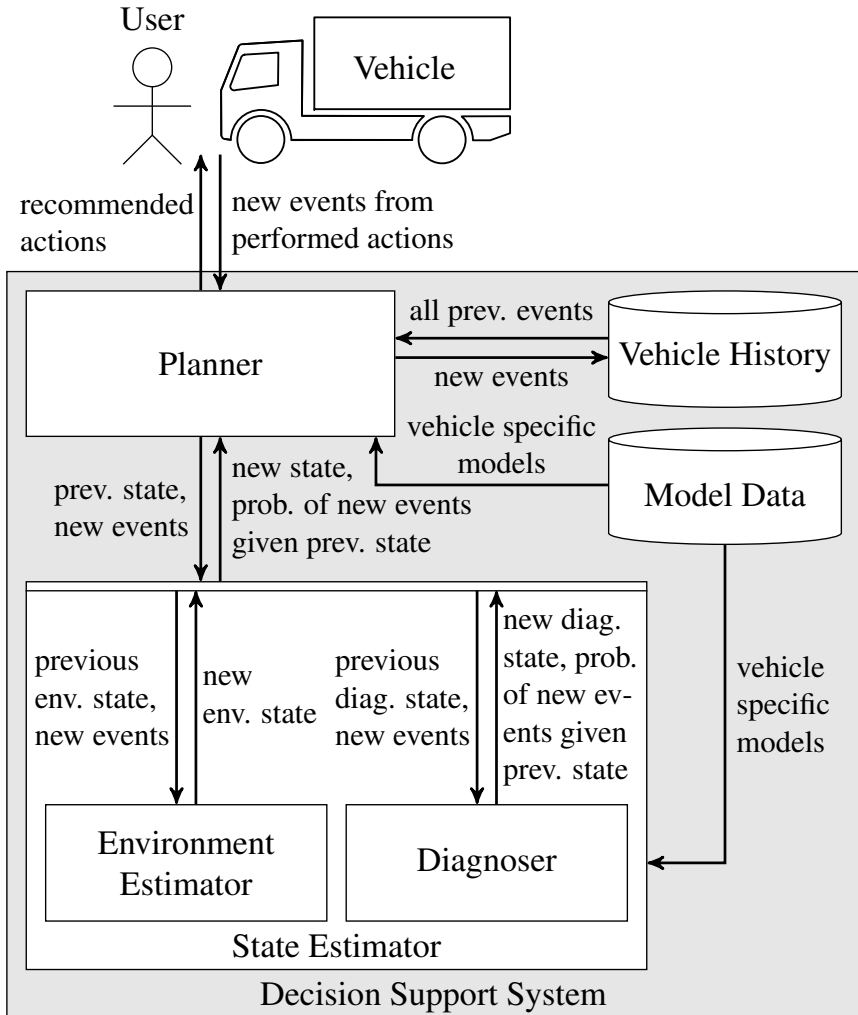 User
Vehicle
recommended
actions
new events from
performed actions
Planner
all prev. events
new events
Vehicle History
vehicle specific
models
Model Data
prev. state,
new events
new state,
prob. of new events
given prev. state
previous
env. state,
new events
new
env. state
previous
diag. state,
new events
new diag.
state, prob.
of new ev-
ents given
prev. state
vehicle
specific
models
Environment
Estimator
Diagnoser
State Estimator
Decision Support System